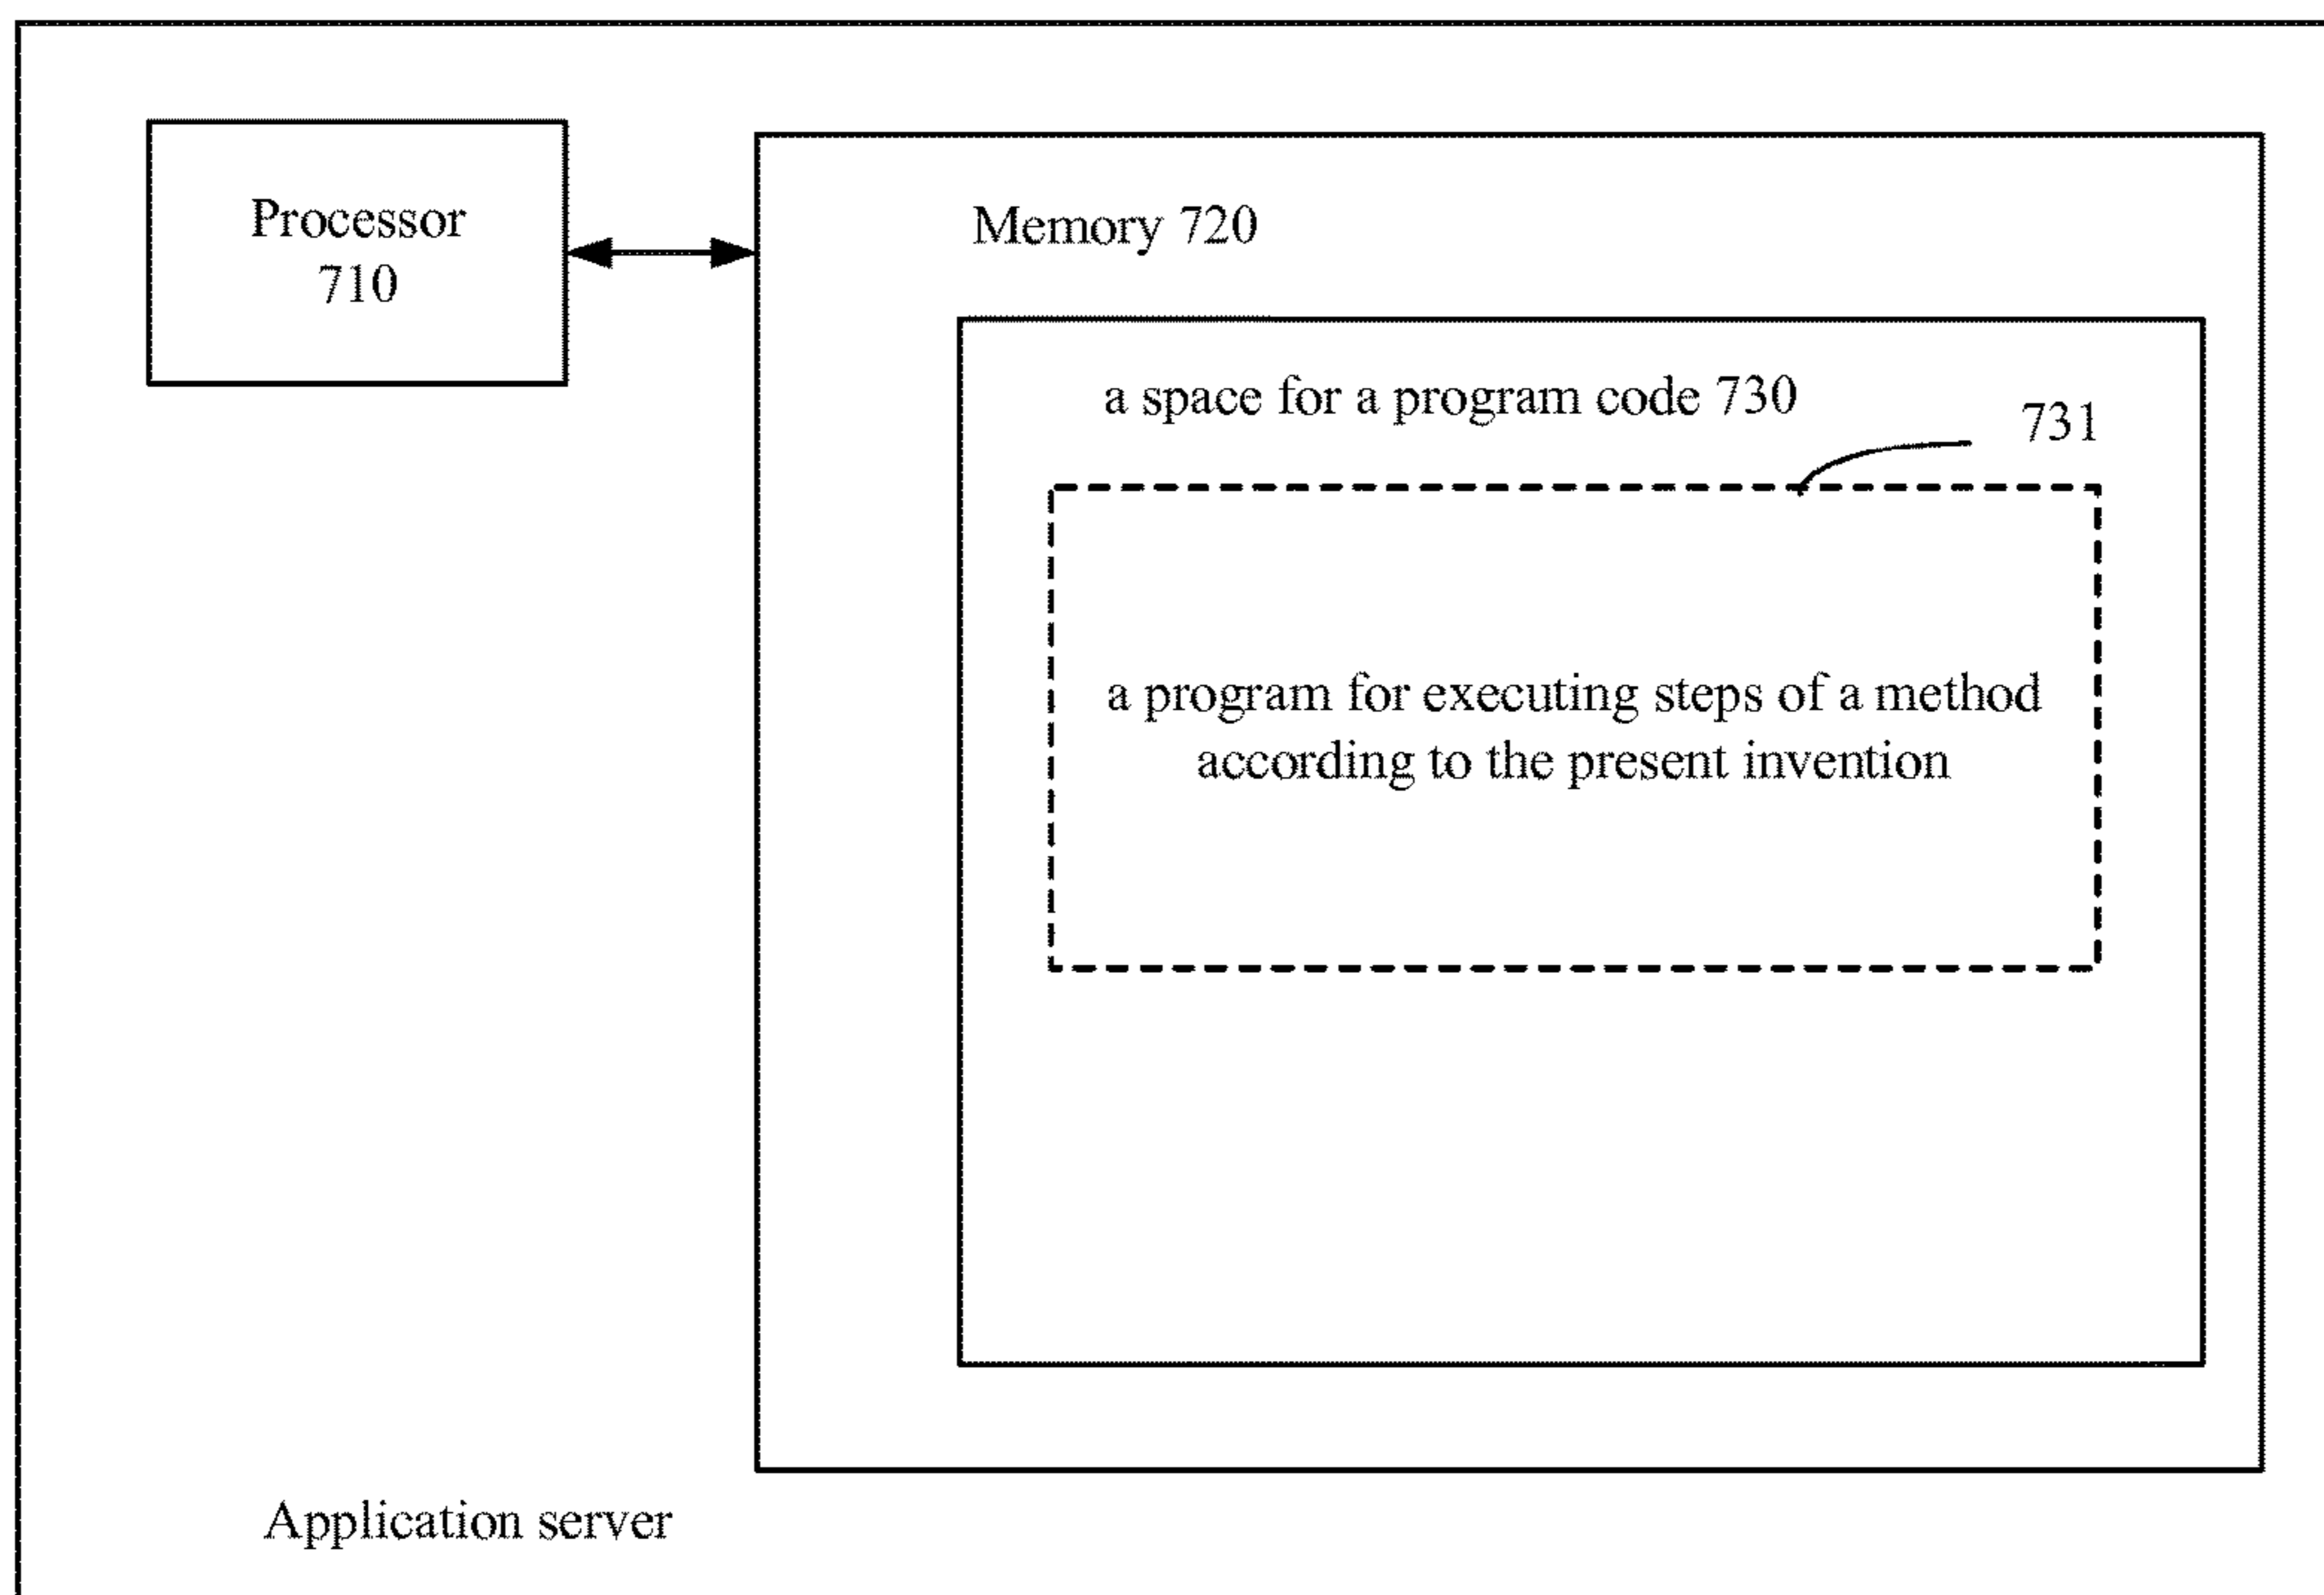 Processor
710
Memory 720
a space for a program code 730
731
a program for executing steps of a method
according to the present invention
Application server